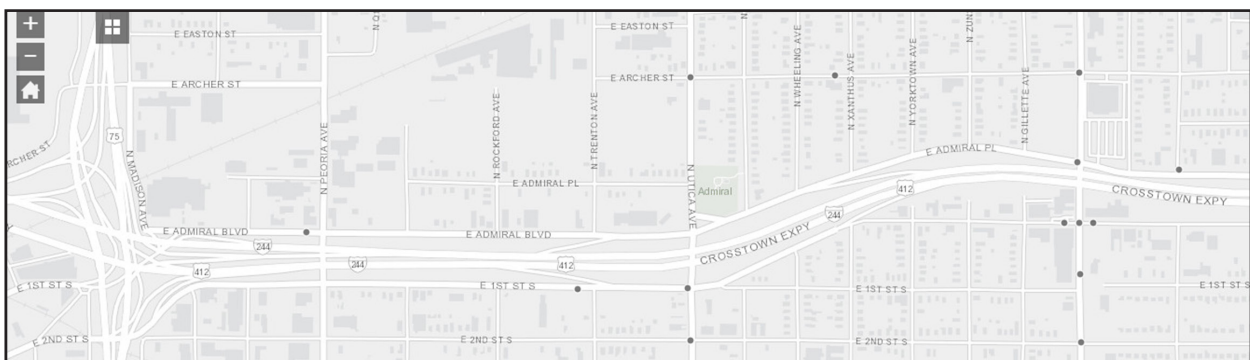 +
E EASTON ST
E EASTON ST
−
E ARCHER ST
E ARCHER ST
75
N MADISON AVE
N PEORIA AVE
N ROCKFORD AVE
N TRENTON AVE
N UTICA AVE
N WHEELING AVE
N XANTHUS AVE
N YORKTOWN AVE
N GILLETTE AVE
E ADMIRAL PL
E ADMIRAL PL
Admiral
412
CROSSTOWN EXPY
244
E ADMIRAL BLVD
E ADMIRAL BLVD
244
CROSSTOWN EXPY
412
244
412
E 1ST ST S
E 1ST ST S
E 1ST ST S
E 1ST S
E 2ND ST S
E 2ND ST S
E 2ND ST S